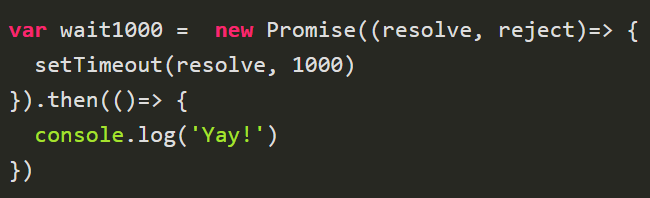 var wait1000 =  new Promise((resolve, reject)=> {
  setTimeout(resolve, 1000)
}).then(()=> {
  console.log('Yay!')
})